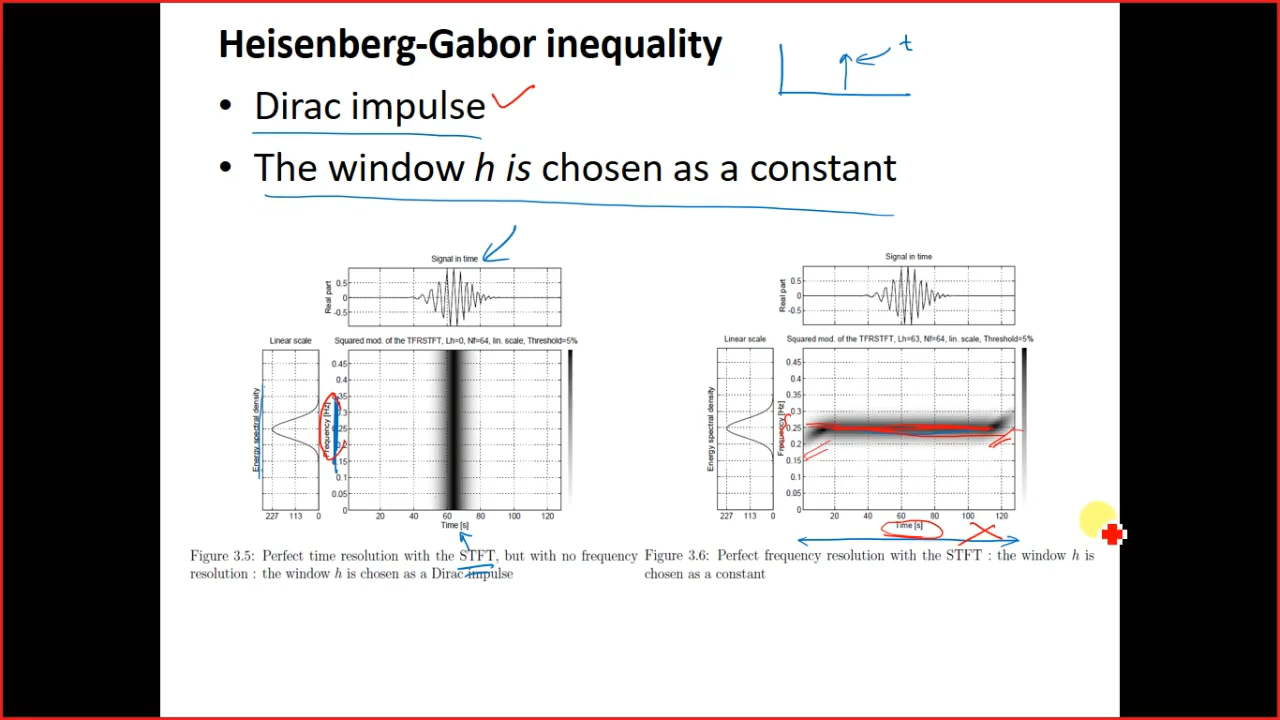 Heisenberg-Gabor inequality
t
• Dirac impulse
• The window h is chosen as a constant
Signal in time
Real part
0.5
0
-0.5
Linear scale
Squared mod. of the TFRSTFT, Lh=0, Nf=64, lin. scale, Threshold=5%
Energy spectral density
Frequency [Hz]
0.45
0.4
0.35
0.3
0.25
0.2
0.15
0.1
0.05
0
227 113 0
20 40 60 80 100 120
Time [s]
Figure 3.5: Perfect time resolution with the STFT, but with no frequency
resolution : the window h is chosen as a Dirac impulse
Signal in time
Real part
0.5
0
-0.5
Linear scale
Squared mod. of the TFRSTFT, Lh=63, Nf=64, lin. scale, Threshold=5%
Energy spectral density
Frequency [Hz]
0.45
0.4
0.35
0.3
0.25
0.2
0.15
0.1
0.05
0
227 113 0
20 40 60 80 100 120
Time [s]
Figure 3.6: Perfect frequency resolution with the STFT : the window h is
chosen as a constant